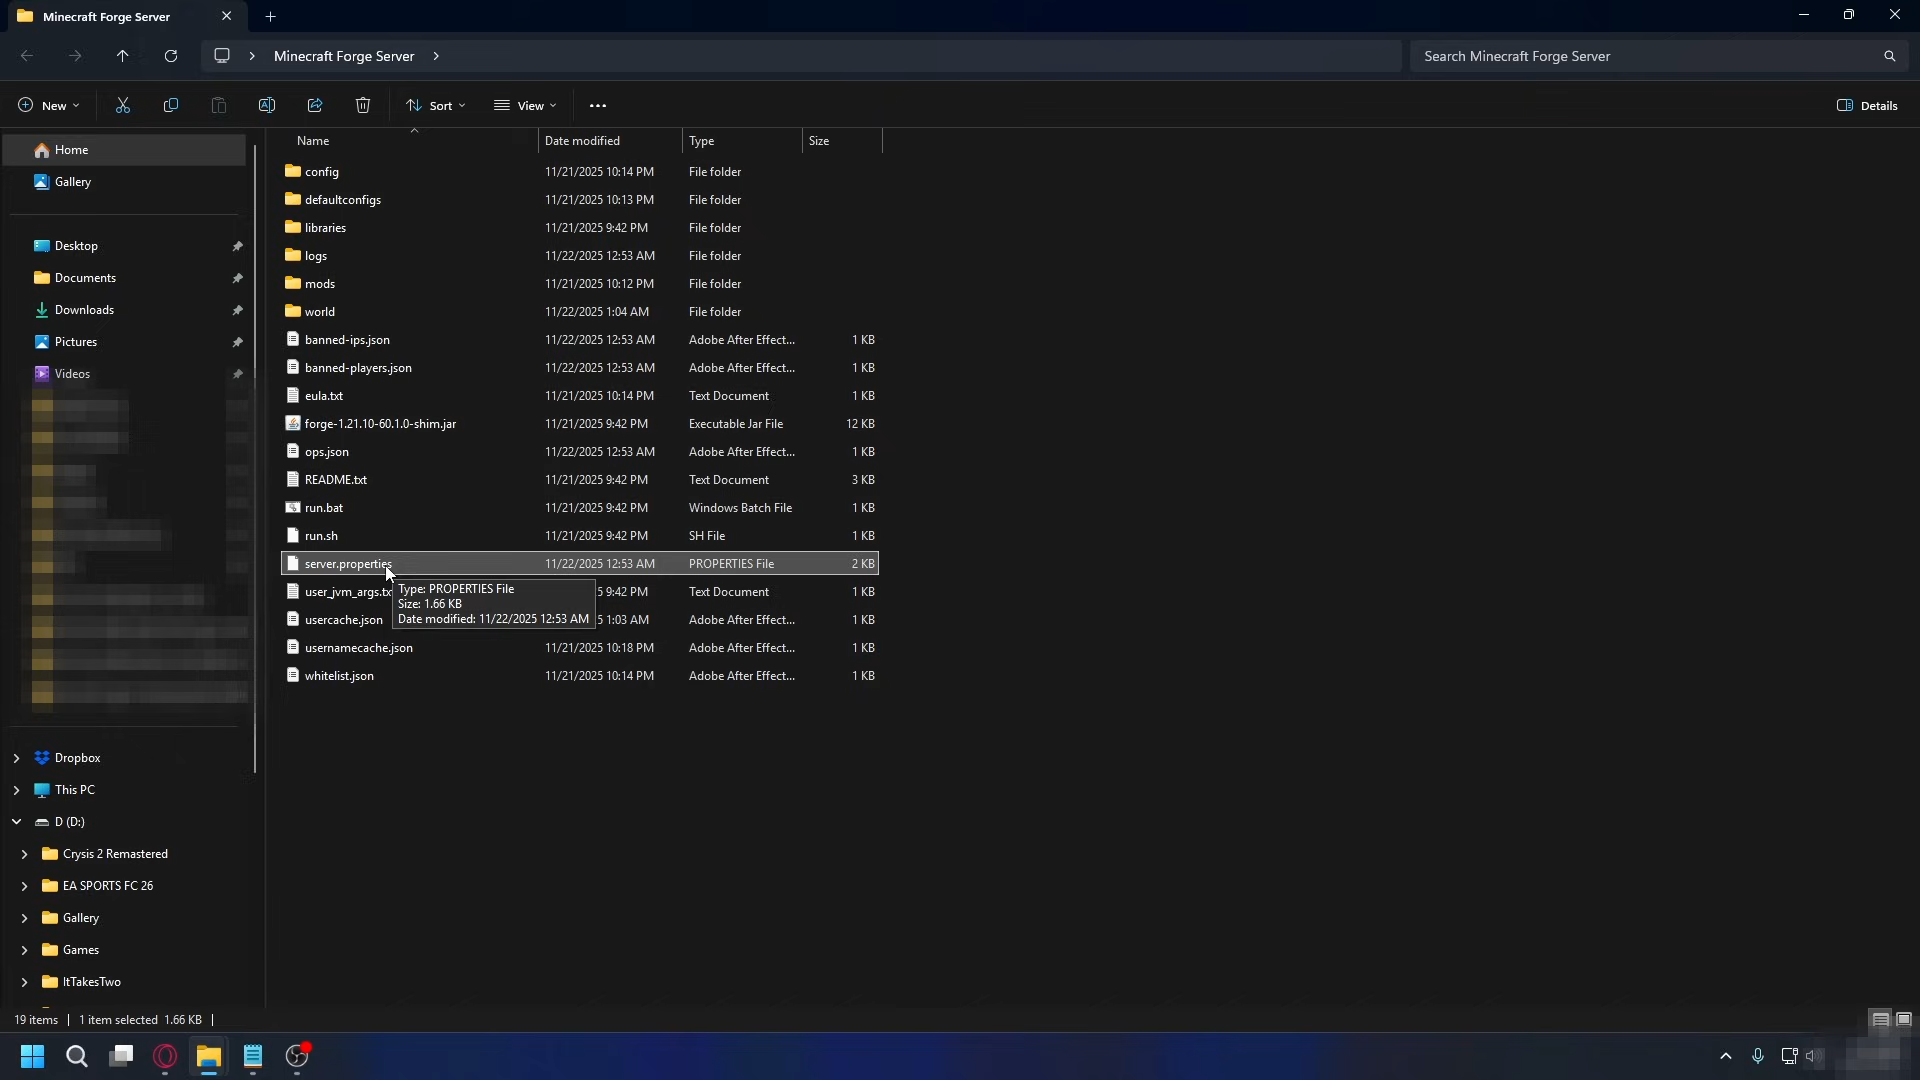 Minecraft Forge Server
Minecraft Forge Server
Search Minecraft Forge Server
New
Sort
View
Details
Home
Gallery
Desktop
Documents
Downloads
Pictures
Videos
Dropbox
This PC
D (D:)
Crysis 2 Remastered
EA SPORTS FC 26
Gallery
Games
ItTakesTwo
Name Date modified Type Size
config 11/21/2025 10:14 PM File folder
defaultconfigs 11/21/2025 10:13 PM File folder
libraries 11/21/2025 9:42 PM File folder
logs 11/22/2025 12:53 AM File folder
mods 11/21/2025 10:12 PM File folder
world 11/22/2025 1:04 AM File folder
banned-ips.json 11/22/2025 12:53 AM Adobe After Effect... 1 KB
banned-players.json 11/22/2025 12:53 AM Adobe After Effect... 1 KB
eula.txt 11/21/2025 10:14 PM Text Document 1 KB
forge-1.21.10-60.1.0-shim.jar 11/21/2025 9:42 PM Executable Jar File 12 KB
ops.json 11/22/2025 12:53 AM Adobe After Effect... 1 KB
README.txt 11/21/2025 9:42 PM Text Document 3 KB
run.bat 11/21/2025 9:42 PM Windows Batch File 1 KB
run.sh 11/21/2025 9:42 PM SH File 1 KB
server.properties 11/22/2025 12:53 AM PROPERTIES File 2 KB
user_jvm_args.tx 5 9:42 PM Text Document 1 KB
usercache.json 5 1:03 AM Adobe After Effect... 1 KB
usernamecache.json 11/21/2025 10:18 PM Adobe After Effect... 1 KB
whitelist.json 11/21/2025 10:14 PM Adobe After Effect... 1 KB
Type: PROPERTIES File
Size: 1.66 KB
Date modified: 11/22/2025 12:53 AM
19 items 1 item selected 1.66 KB